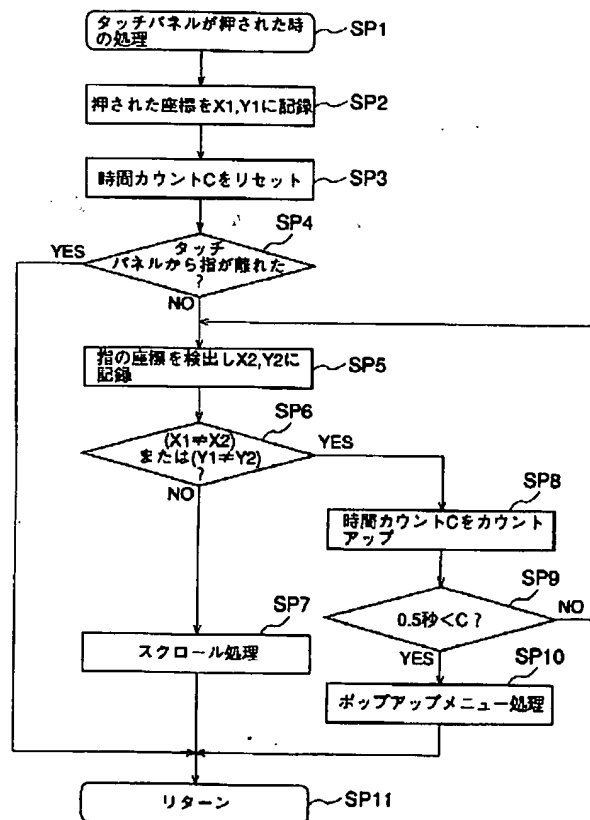 タッチパネルが押された時
の処理
SP1
押された座標をX1,Y1に記録
SP2
時間カウントCをリセット
SP3
SP4
YES
タッチ
パネルから指が離れた
?
NO
指の座標を検出しX2,Y2に
記録
SP5
SP6
(X1≠X2)
または(Y1≠Y2)
?
YES
NO
SP8
時間カウントCをカウント
アップ
SP9
0.5秒<C?
NO
YES
SP7
スクロール処理
SP10
ポップアップメニュー処理
リターン
SP11